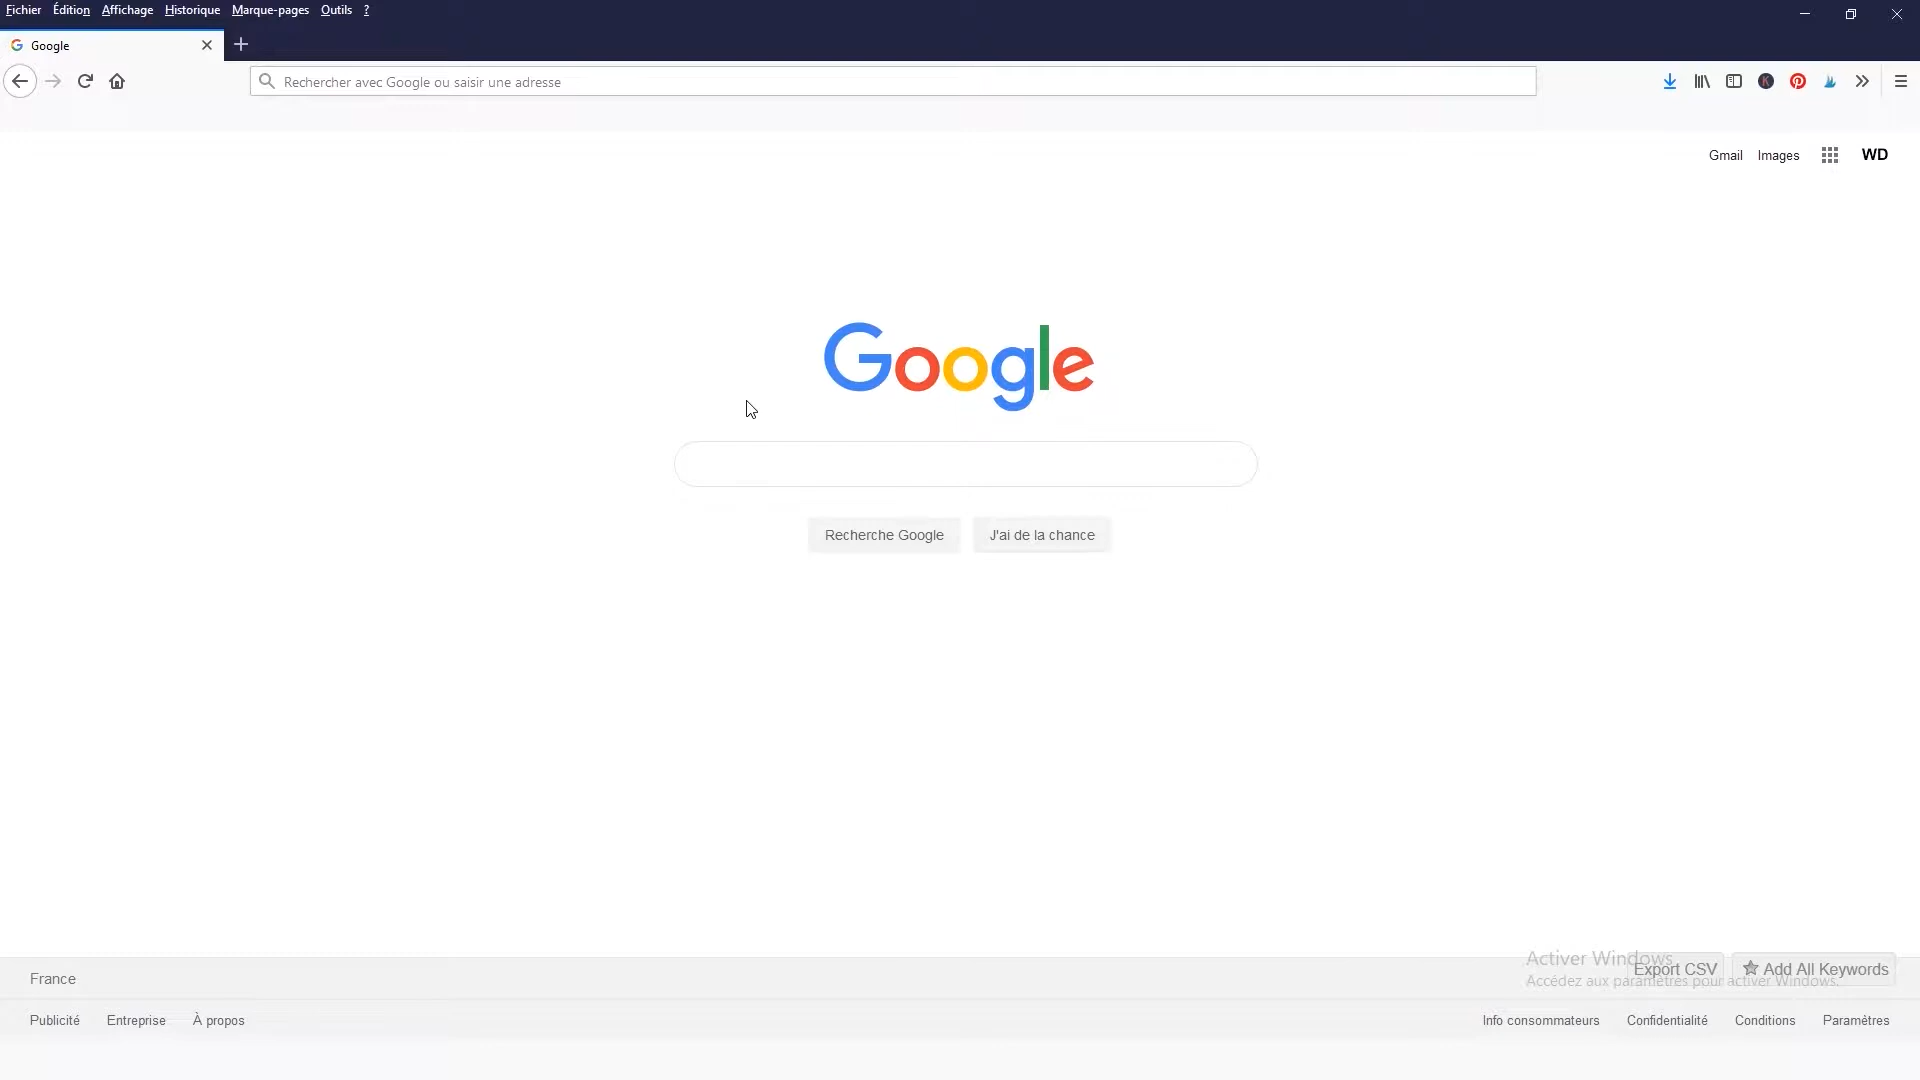 Fichier Édition Affichage Historique Marque-pages Outils ?
Google
Rechercher avec Google ou saisir une adresse
Gmail Images WD
Google
Recherche Google J'ai de la chance
Activer Windows
Accédez aux paramètres pour activer Windows.
Export CSV Add All Keywords
France
Publicité Entreprise À propos
Info consommateurs Confidentialité Conditions Paramètres